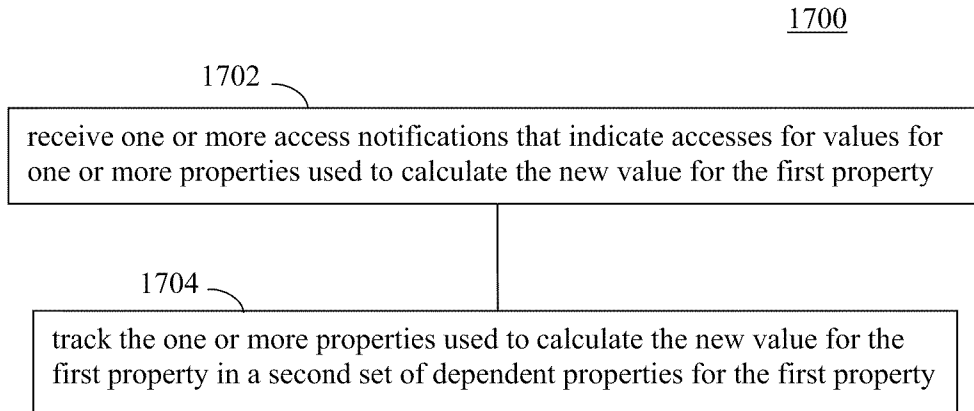 1700
1702
receive one or more access notifications that indicate accesses for values for
one or more properties used to calculate the new value for the first property
1704
track the one or more properties used to calculate the new value for the
first property in a second set of dependent properties for the first property